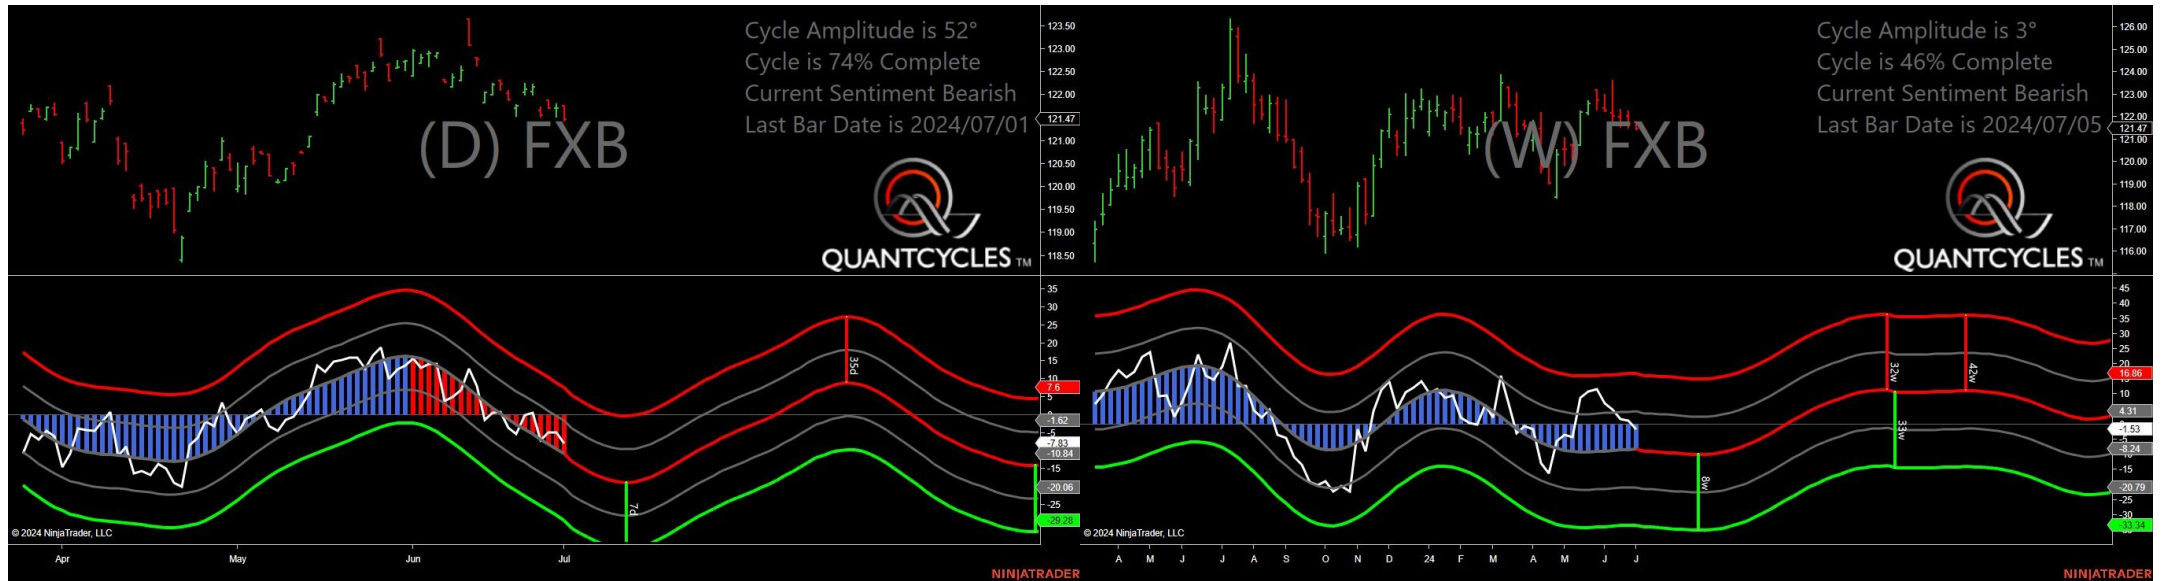 Cycle Amplitude is 52°
Cycle is 74% Complete
Current Sentiment Bearish
Last Bar Date is 2024/07/01
(D) FXB
QUANTCYCLES TM
123.50
123.00
122.50
122.00
121.47
121.00
120.50
120.00
119.50
119.00
118.50
35
30
25
20
15
10
7.6
5
-1.62
-5
-7.83
-10.84
-15
-20.06
-25
-29.28
35d
7d
© 2024 NinjaTrader, LLC
Apr May Jun Jul
NINJATRADER
Cycle Amplitude is 3°
Cycle is 46% Complete
Current Sentiment Bearish
Last Bar Date is 2024/07/05
(W) FXB
QUANTCYCLES TM
126.00
125.00
124.00
123.00
122.00
121.47
121.00
120.00
119.00
118.00
117.00
116.00
45
40
35
30
25
20
16.86
10
4.31
-1.53
-5
-8.24
-15
-20.79
-25
-30
-33.34
32w
42w
33w
8w
© 2024 NinjaTrader, LLC
A M J J A S O N D 24 F M A M J J
NINJATRADER